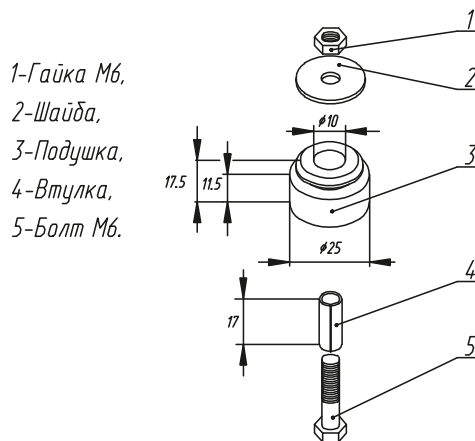 1-Гайка М6,
2-Шайба,
3-Подушка,
4-Втулка,
5-Болт М6.
1
2
ϕ10
3
17.5
11.5
ϕ25
4
17
5